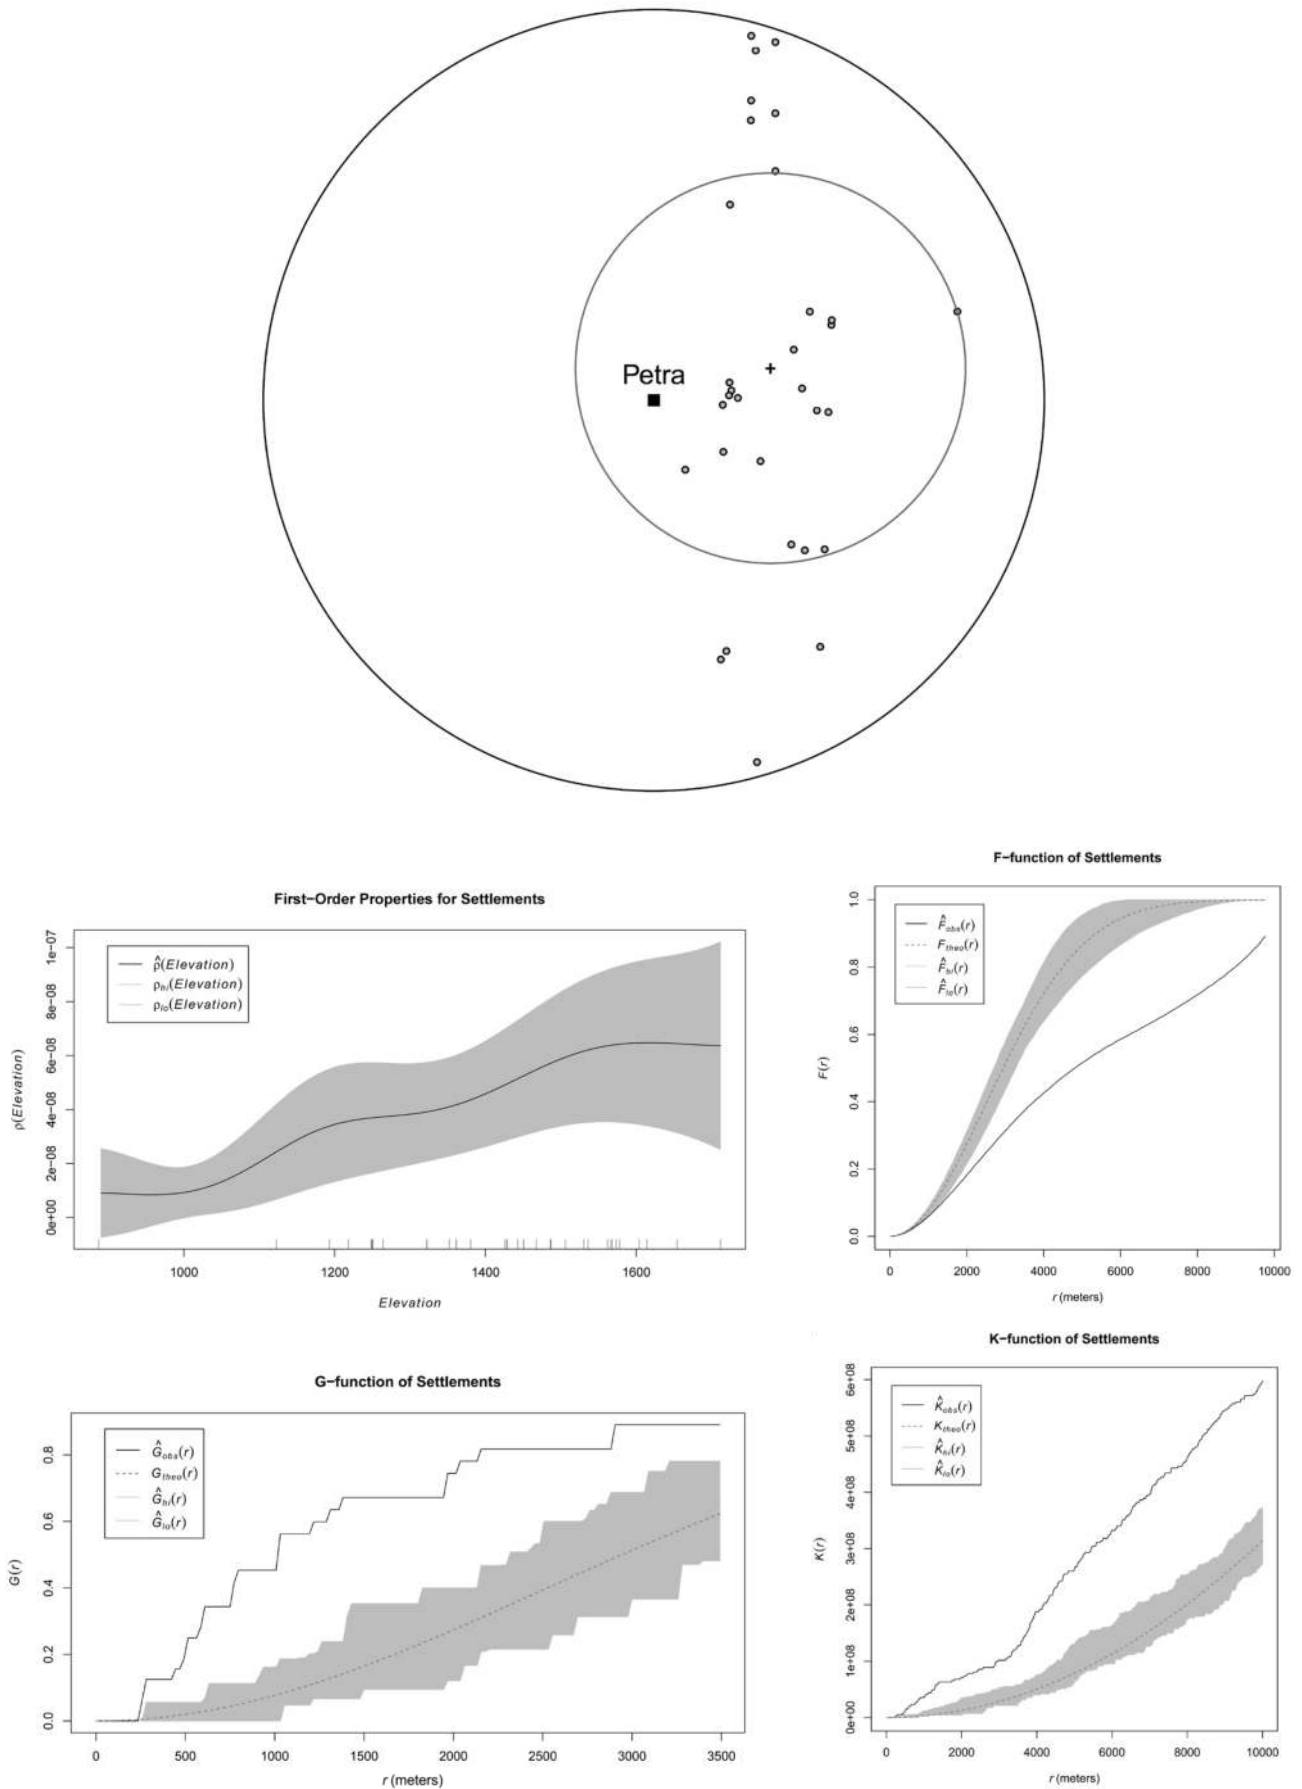 Petra
First-Order Properties for Settlements
ρ̂(Elevation)
ρhi(Elevation)
ρlo(Elevation)
ρ(Elevation)
0e+00 2e-08 4e-08 6e-08 8e-08 1e-07
1000 1200 1400 1600
Elevation
F-function of Settlements
F̂obs(r)
Ftheo(r)
F̂hi(r)
F̂lo(r)
F(r)
0.0 0.2 0.4 0.6 0.8 1.0
0 2000 4000 6000 8000 10000
r (meters)
G-function of Settlements
Ĝobs(r)
Gtheo(r)
Ĝhi(r)
Ĝlo(r)
G(r)
0.0 0.2 0.4 0.6 0.8
0 500 1000 1500 2000 2500 3000 3500
r (meters)
K-function of Settlements
K̂obs(r)
Ktheo(r)
K̂hi(r)
K̂lo(r)
K(r)
0e+00 1e+08 2e+08 3e+08 4e+08 5e+08 6e+08
0 2000 4000 6000 8000 10000
r (meters)